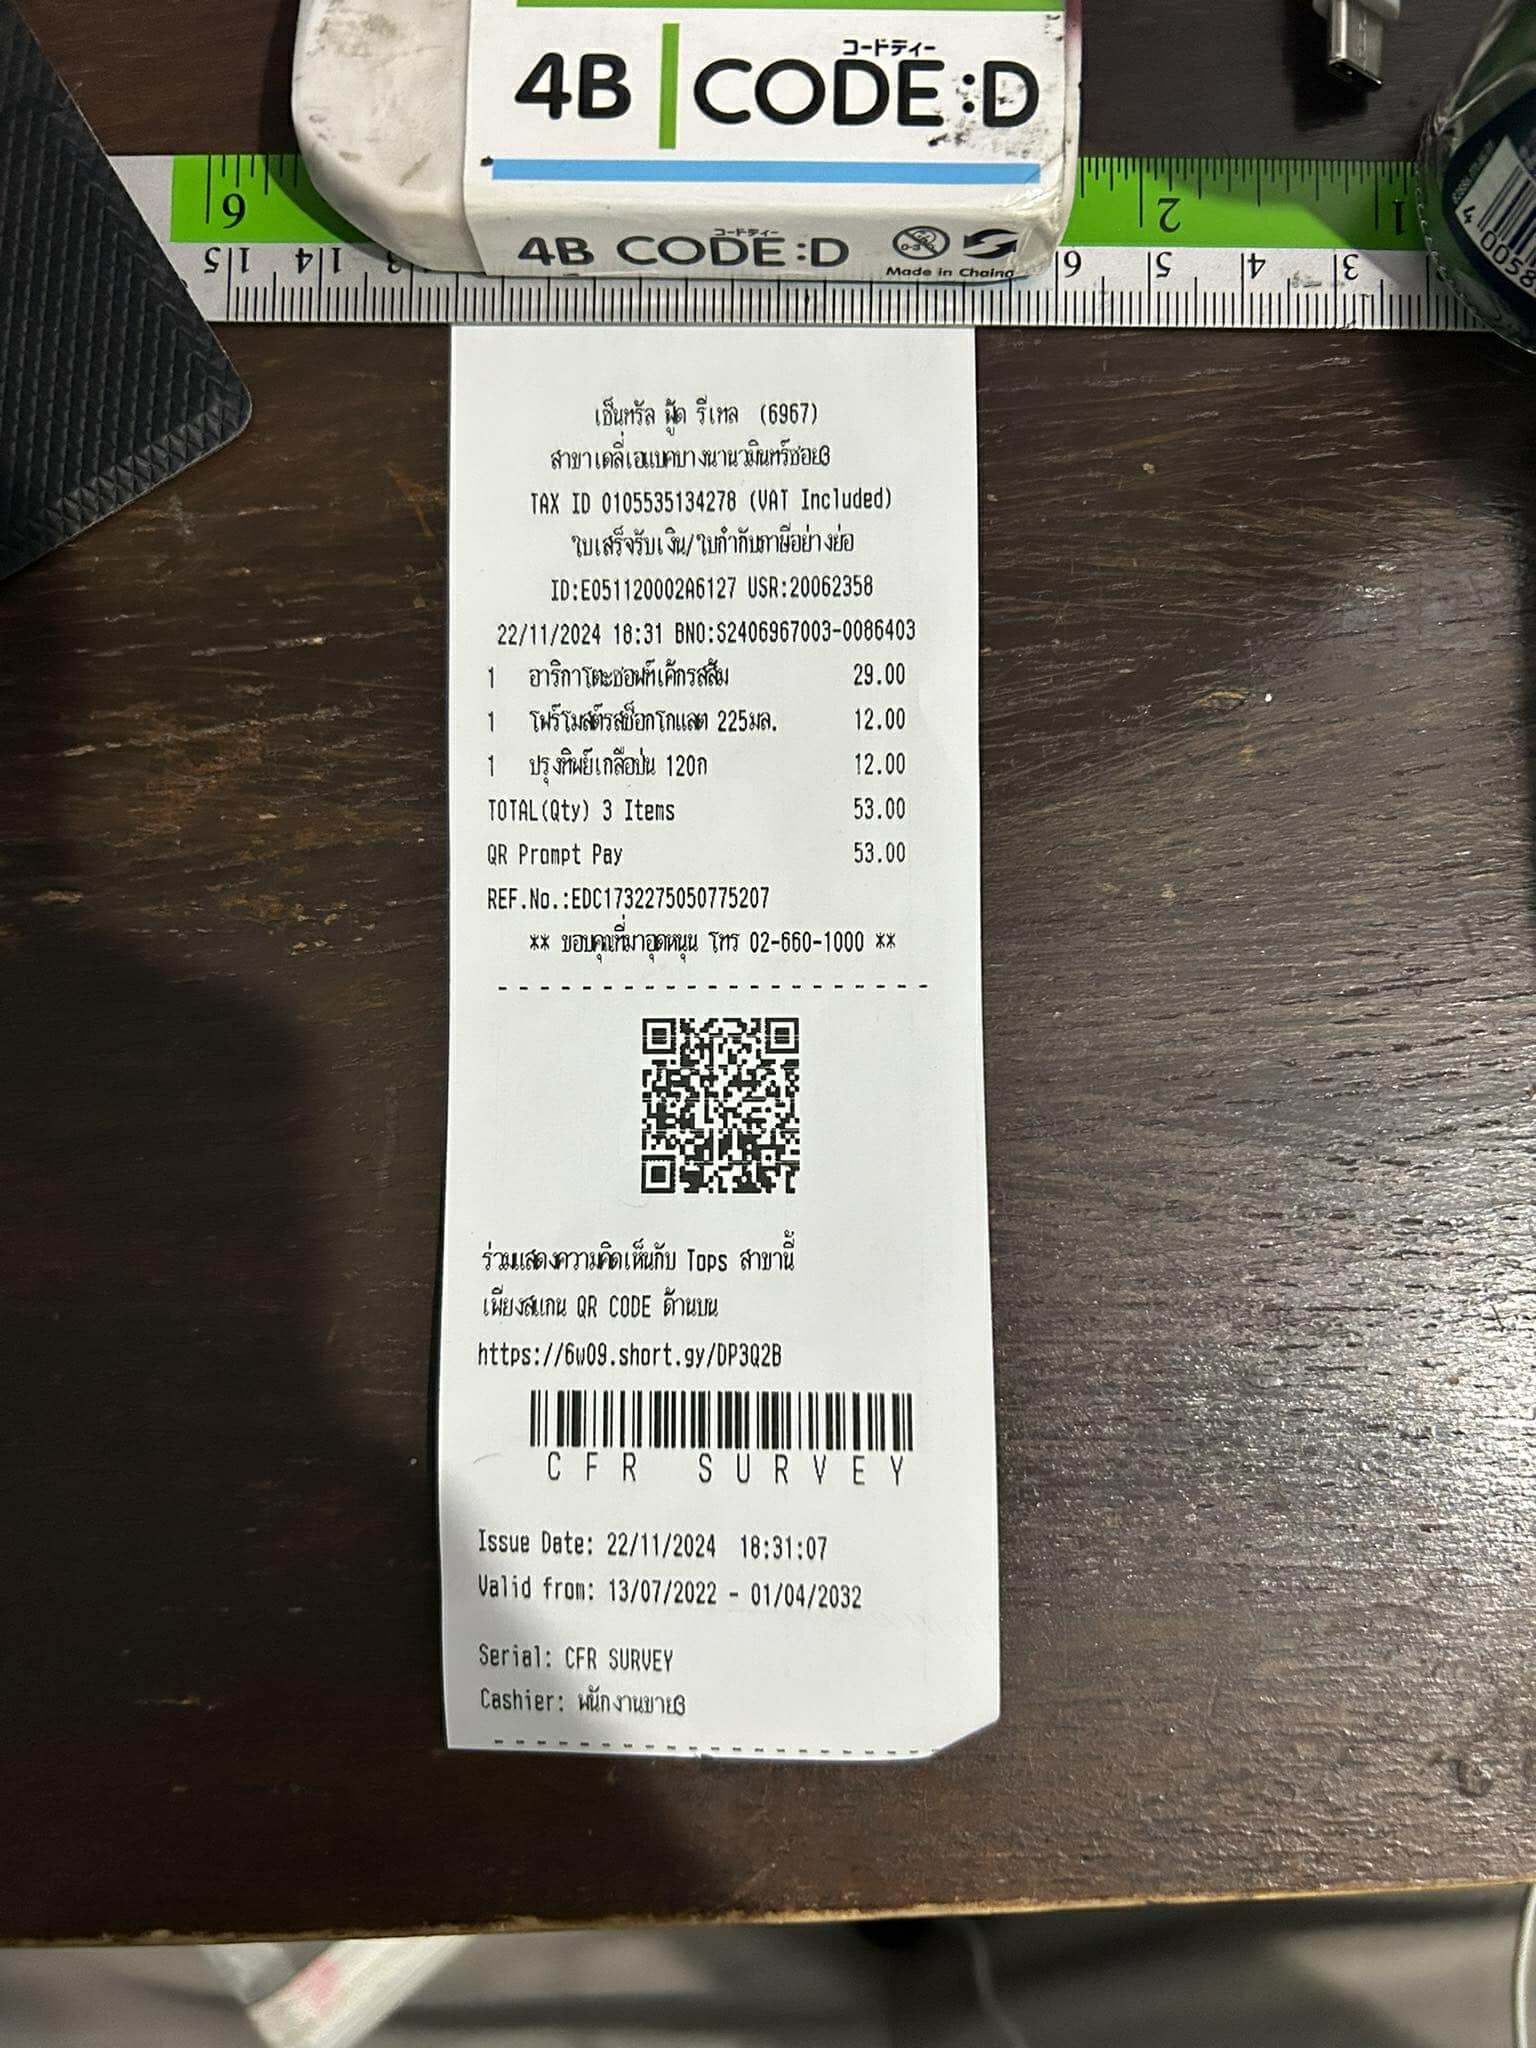 コードディー
4B CODE:D
コードディー
4B CODE:D
0-3
Made in Chaina
6 2 1
15 14 3 6 5 4 3
เซ็นทรัล ฟู้ด รีเทล (6967)
สาขาเดลี่เอแบคบางนานวมินทร์ซอย3
TAX ID 0105535134278 (VAT Included)
ใบเสร็จรับเงิน/ใบกำกับภาษีอย่างย่อ
ID:E051120002A6127 USR:20062358
22/11/2024 18:31 BNO:S2406967003-0086403
1 อาริกาโตะซอฟท์เค้กรสส้ม 29.00
1 โฟร์โมสต์รสช็อกโกแลต 225มล. 12.00
1 ปรุงทิพย์เกลือป่น 120ก 12.00
TOTAL(Qty) 3 Items 53.00
QR Prompt Pay 53.00
REF.No.:EDC1732275050775207
** ขอบคุณที่มาอุดหนุน โทร 02-660-1000 **
ร่วมแสดงความคิดเห็นกับ Tops สาขานี้
เพียงสแกน QR CODE ด้านบน
https://6w09.short.gy/DP3Q2B
CFR SURVEY
Issue Date: 22/11/2024 18:31:07
Valid from: 13/07/2022 - 01/04/2032
Serial: CFR SURVEY
Cashier: พนักงานขาย3